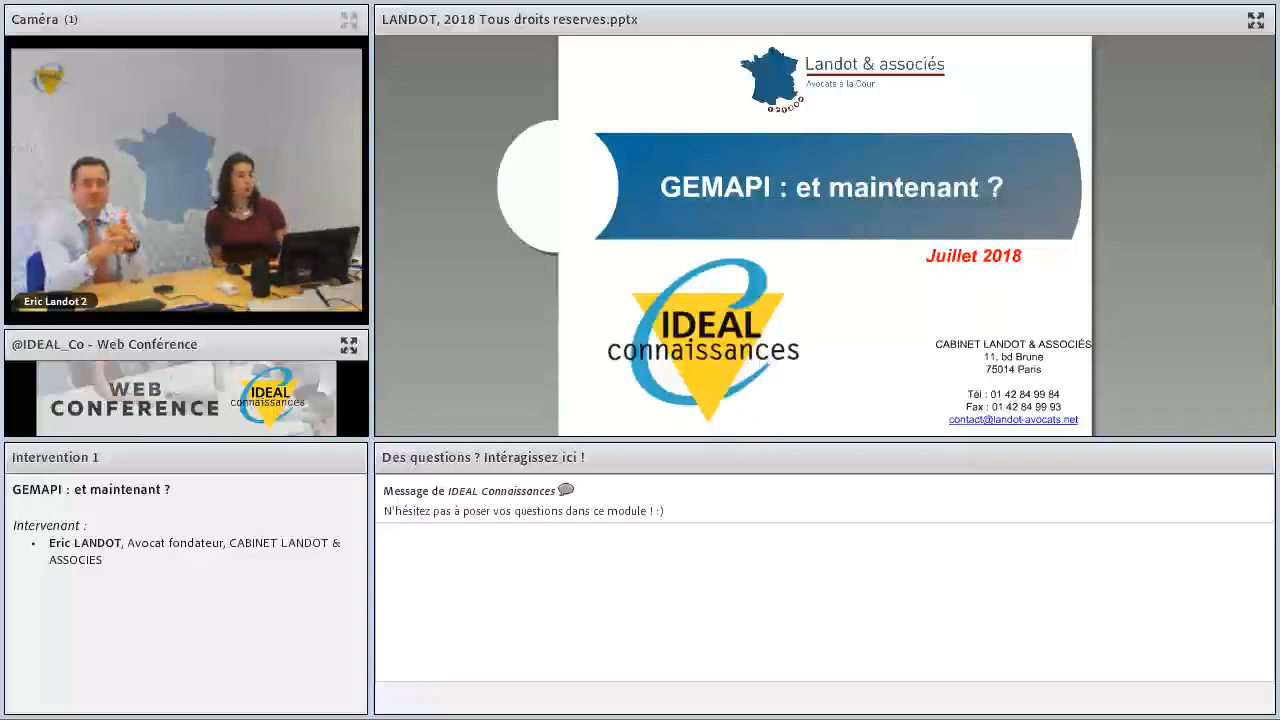 Caméra (1)
Eric Landot 2
@IDEAL_Co - Web Conférence
WEB
CONFERENCE
IDEAL
connaissances
Intervention 1
GEMAPI : et maintenant ?
Intervenant :
• Eric LANDOT, Avocat fondateur, CABINET LANDOT &
ASSOCIES
LANDOT, 2018 Tous droits reserves.pptx
Landot & associés
Avocats à la Cour
GEMAPI : et maintenant ?
Juillet 2018
IDEAL
connaissances
CABINET LANDOT & ASSOCIÉS
11, bd Brune
75014 Paris
Tél : 01 42 84 99 84
Fax : 01 42 84 99 93
contact@landot-avocats.net
Des questions ? Intéragissez ici !
Message de IDEAL Connaissances
N'hésitez pas à poser vos questions dans ce module ! :)